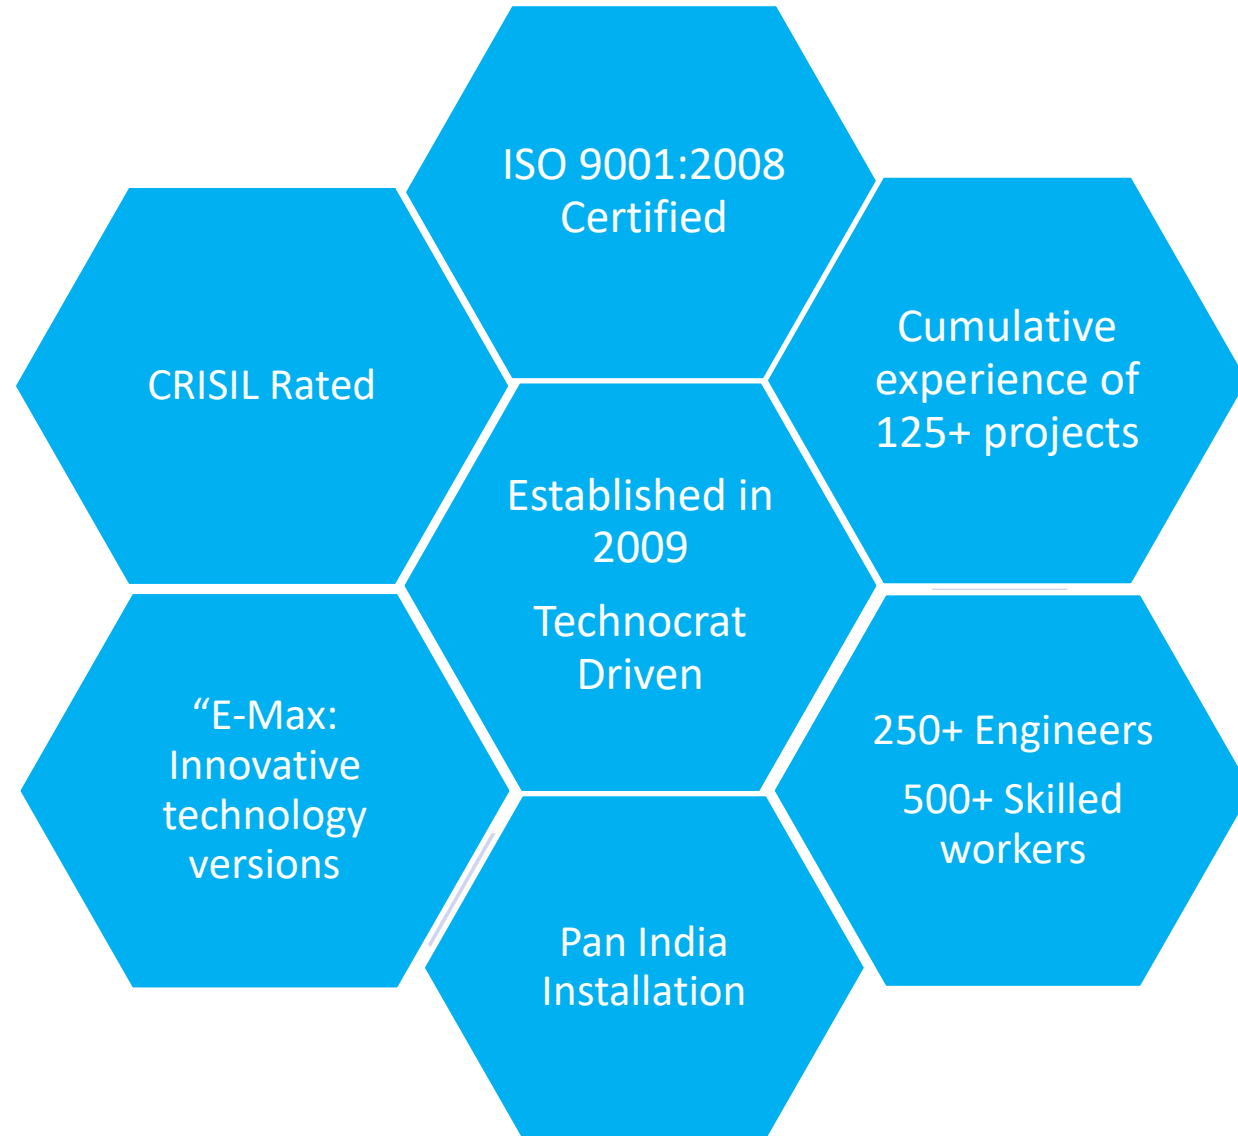 ISO 9001:2008
Certified
Cumulative
experience of
125+ projects
CRISIL Rated
Established in
2009
Technocrat
Driven
“E-Max:
Innovative
technology
versions
250+ Engineers
500+ Skilled
workers
Pan India
Installation